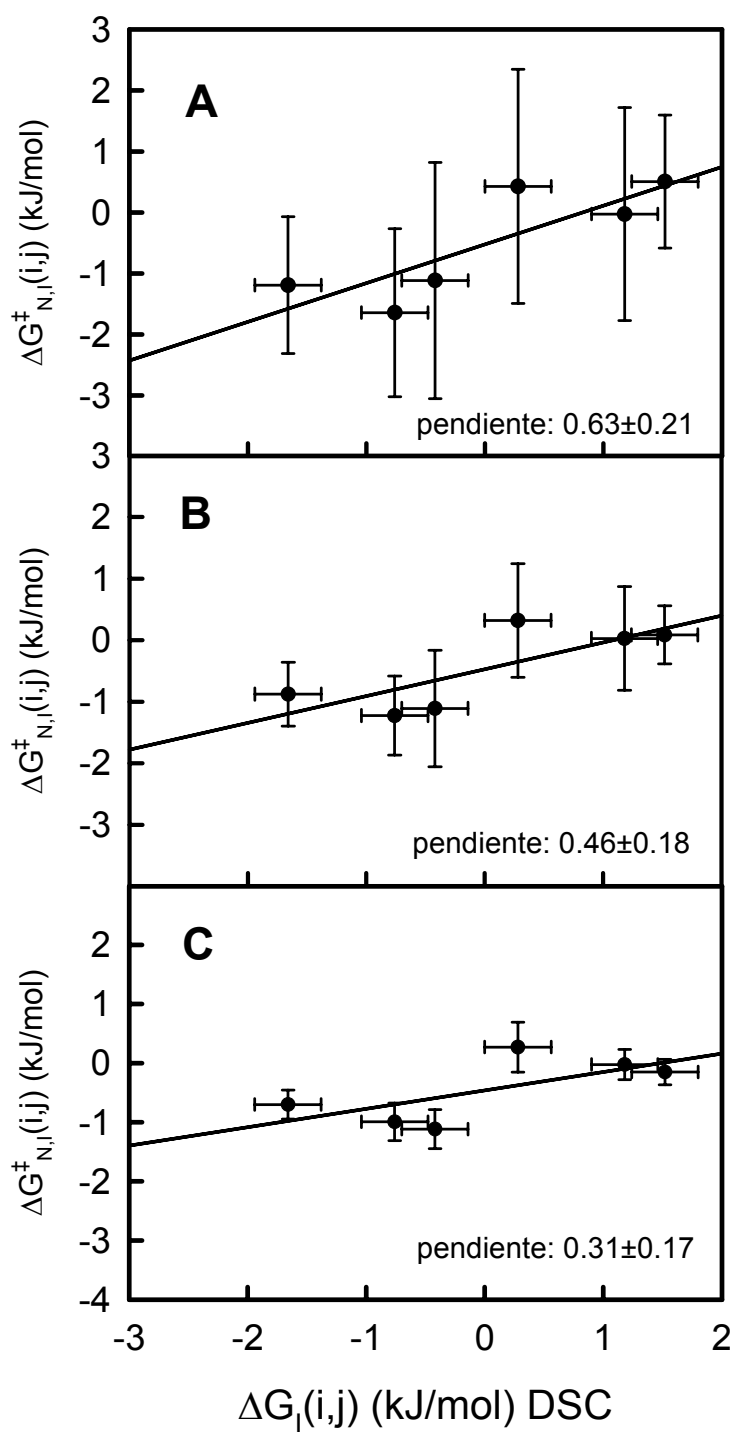 3
2
1
0
-1
-2
-3
ΔG‡N,I(i,j) (kJ/mol)
A
pendiente: 0.63±0.21
3
2
1
0
-1
-2
-3
ΔG‡N,I(i,j) (kJ/mol)
B
pendiente: 0.46±0.18
2
1
0
-1
-2
-3
-4
ΔG‡N,I(i,j) (kJ/mol)
C
pendiente: 0.31±0.17
-3 -2 -1 0 1 2
ΔGI(i,j) (kJ/mol) DSC